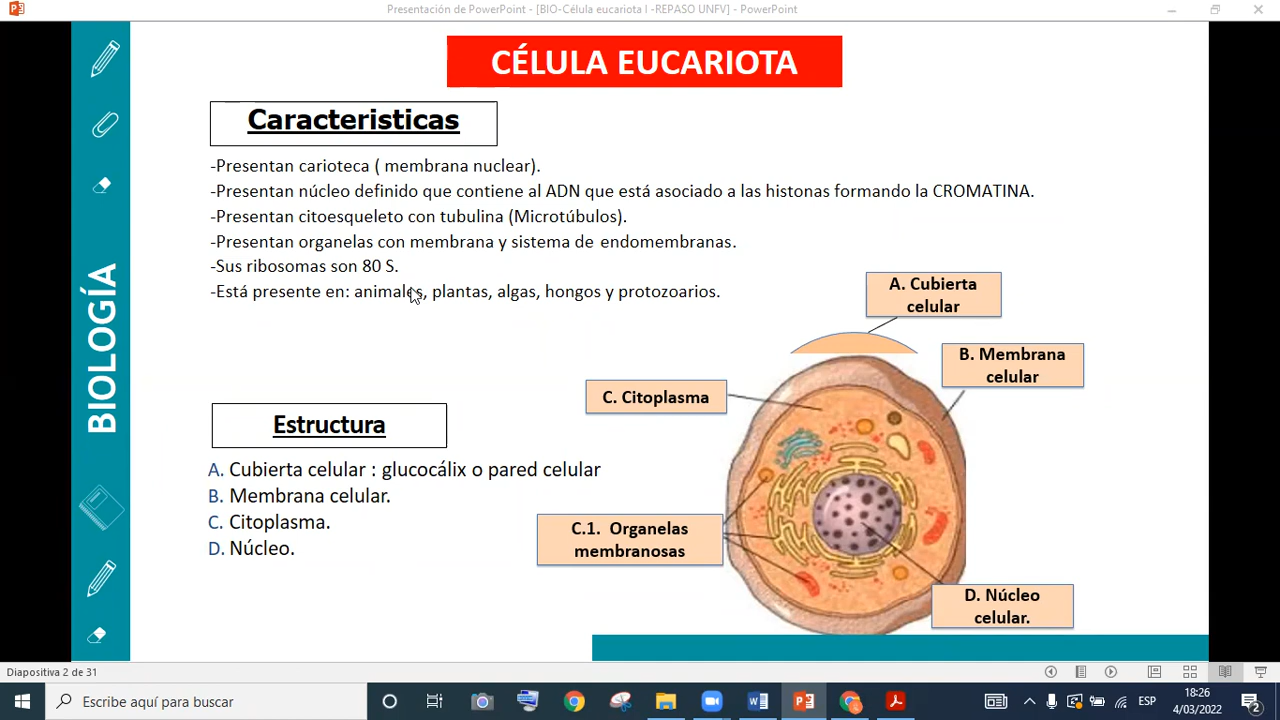 Presentación de PowerPoint - [BIO-Célula eucariota I -REPASO UNFV] - PowerPoint
CÉLULA EUCARIOTA
Caracteristicas
-Presentan carioteca ( membrana nuclear).
-Presentan núcleo definido que contiene al ADN que está asociado a las histonas formando la CROMATINA.
-Presentan citoesqueleto con tubulina (Microtúbulos).
-Presentan organelas con membrana y sistema de endomembranas.
-Sus ribosomas son 80 S.
-Está presente en: animales, plantas, algas, hongos y protozoarios.
BIOLOGÍA
A. Cubierta
celular
B. Membrana
celular
C. Citoplasma
Estructura
A. Cubierta celular : glucocálix o pared celular
B. Membrana celular.
C. Citoplasma.
D. Núcleo.
C.1. Organelas
membranosas
D. Núcleo
celular.
Diapositiva 2 de 31
Escribe aquí para buscar
ESP
18:26
4/03/2022
2